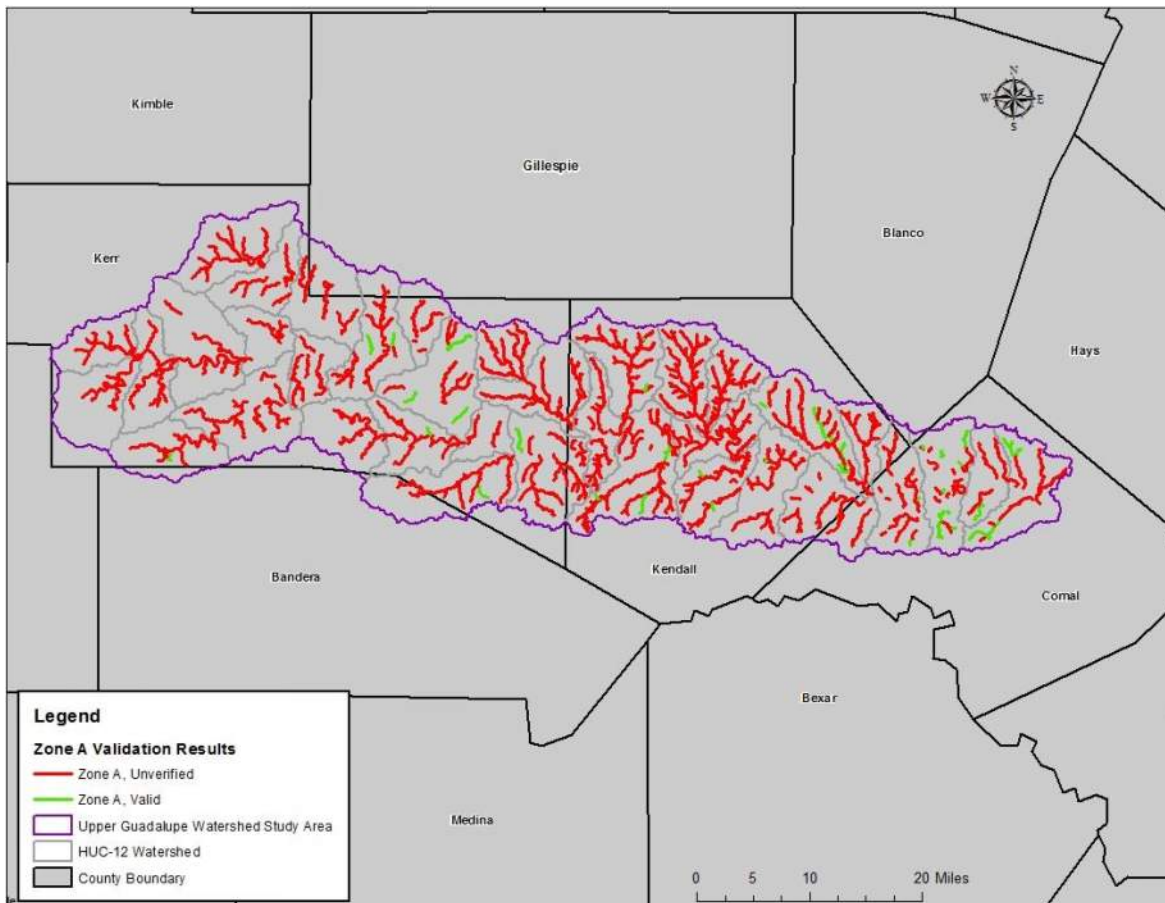 N
W E
S
Kimble
Gillespie
Blanco
Kerr
Hays
Bandera
Kendall
Comal
Bexar
Medina
Legend
Zone A Validation Results
Zone A, Unverified
Zone A, Valid
Upper Guadalupe Watershed Study Area
HUC-12 Watershed
County Boundary
0 5 10 20 Miles